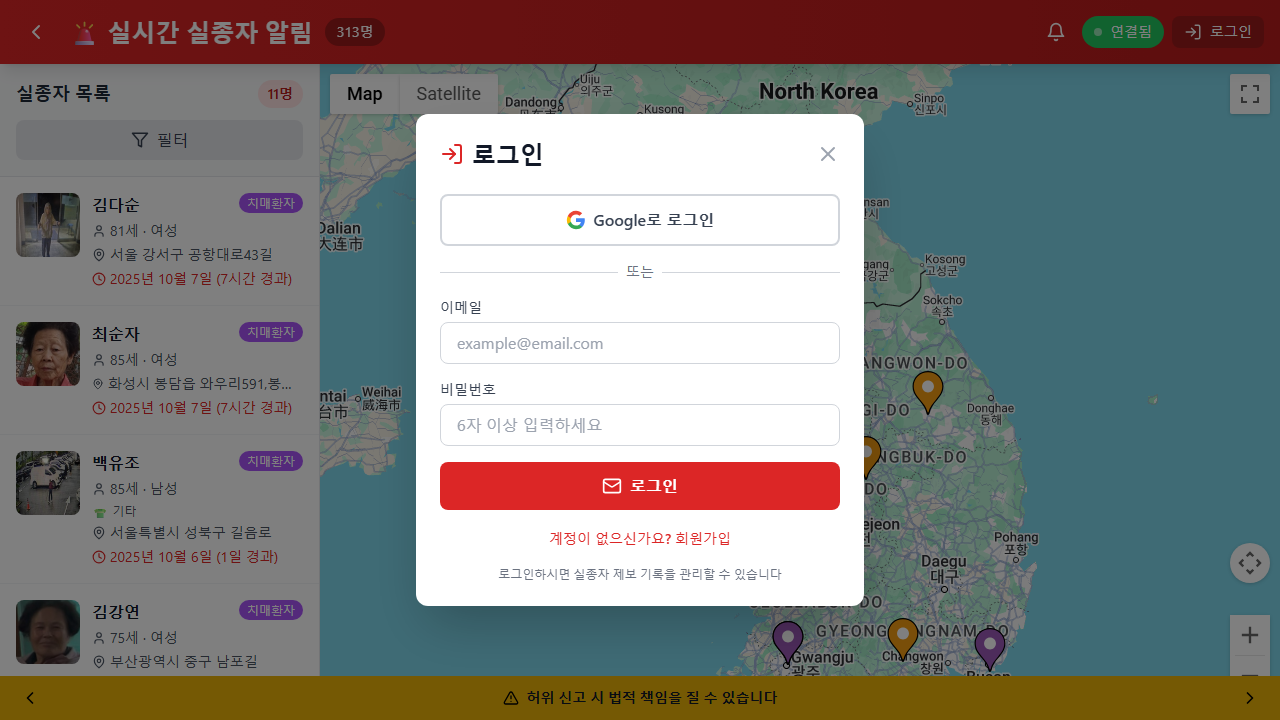 실시간 실종자 알림
313명
연결됨
로그인
실종자 목록
11명
필터
김다순
치매환자
81세 · 여성
서울 강서구 공항대로43길
2025년 10월 7일 (7시간 경과)
최순자
치매환자
85세 · 여성
화성시 봉담읍 와우리591,봉...
2025년 10월 7일 (7시간 경과)
백유조
치매환자
85세 · 남성
기타
서울특별시 성북구 길음로
2025년 10월 6일 (1일 경과)
김강연
치매환자
75세 · 여성
부산광역시 중구 남포길
Map
Satellite
로그인
Google로 로그인
또는
이메일
example@email.com
비밀번호
6자 이상 입력하세요
로그인
계정이 없으신가요? 회원가입
로그인하시면 실종자 제보 기록을 관리할 수 있습니다
North Korea
Uiju
의주군
Dandong
Kusong
Sinpo
신포시
Dalian
大连市
Kosong
고성군
Sokcho
속초
Weihai
威海市
Donghae
동해
Pohang
포항
Daegu
대구
Gwangju
광주
Changwon
창원
허위 신고 시 법적 책임을 질 수 있습니다